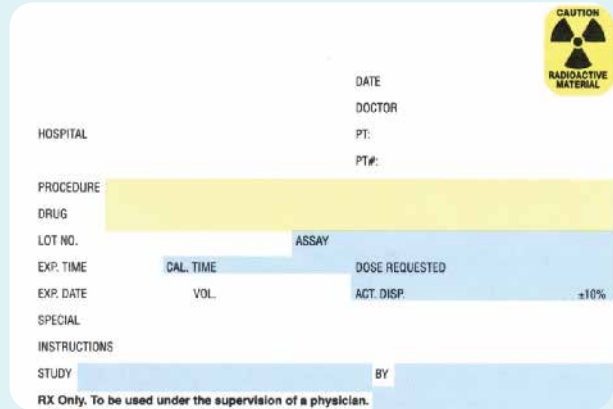 CAUTION
RADIOACTIVE
MATERIAL
DATE
DOCTOR
HOSPITAL PT:
PT#:
PROCEDURE
DRUG
LOT NO. ASSAY
EXP. TIME CAL. TIME DOSE REQUESTED
EXP. DATE VOL. ACT. DISP. ±10%
SPECIAL
INSTRUCTIONS
STUDY BY
RX Only. To be used under the supervision of a physician.